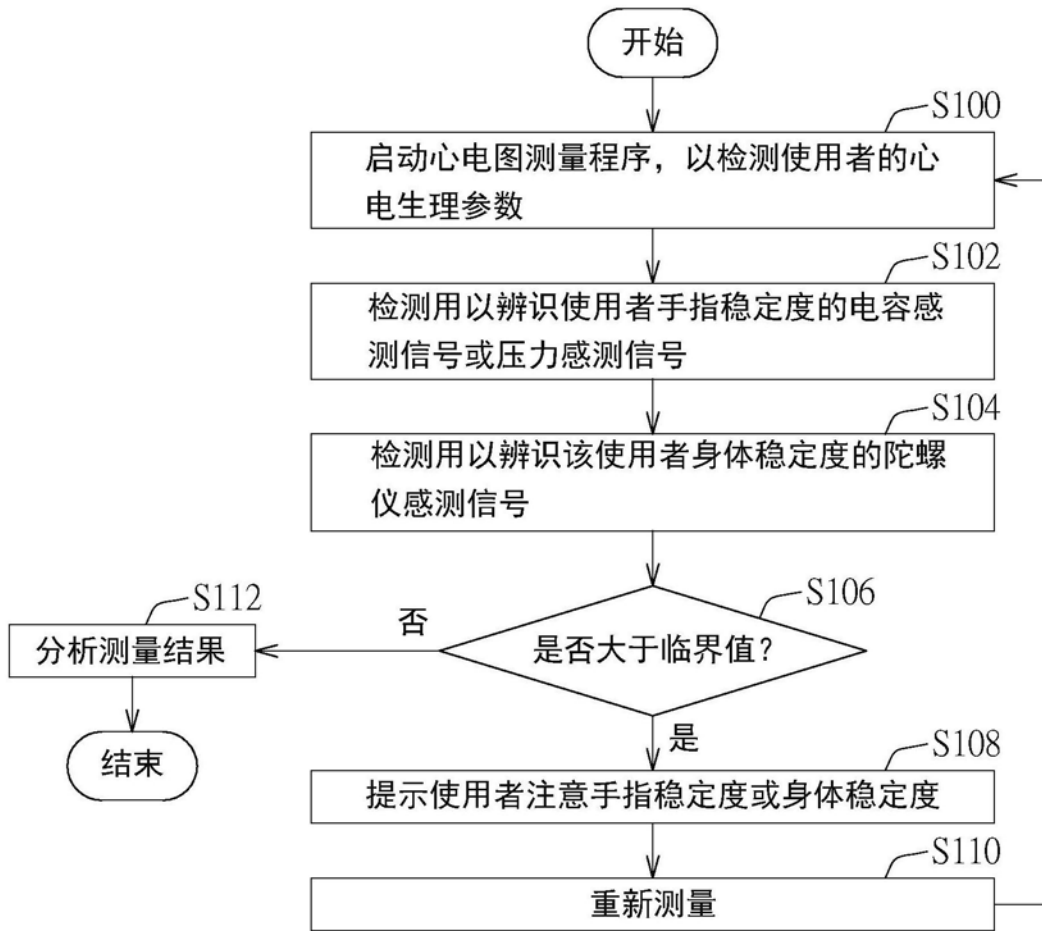 开始
S100
启动心电图测量程序，以检测使用者的心
电生理参数
S102
检测用以辨识使用者手指稳定度的电容感
测信号或压力感测信号
S104
检测用以辨识该使用者身体稳定度的陀螺
仪感测信号
S106
是否大于临界值？
否
S112
分析测量结果
结束
是
S108
提示使用者注意手指稳定度或身体稳定度
S110
重新测量